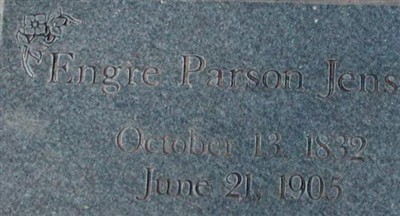 Engre Parson Jens
October 13, 1832
June 21, 1905